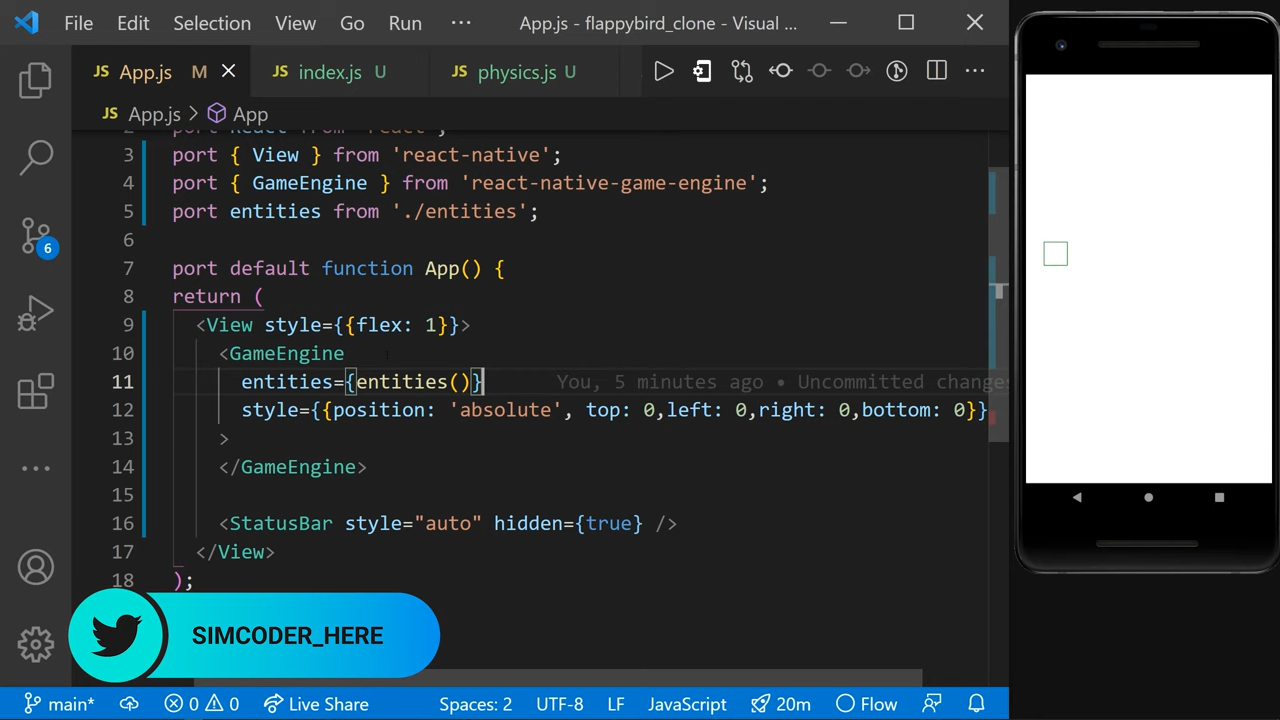 File Edit Selection View Go Run ··· App.js - flappybird_clone - Visual ...
JS App.js M JS index.js U JS physics.js U
JS App.js > App
2 port React from 'react';
3 port { View } from 'react-native';
4 port { GameEngine } from 'react-native-game-engine';
5 port entities from './entities';
6
7 port default function App() {
8 return (
9 <View style={{flex: 1}}>
10 <GameEngine
11 entities={entities()} You, 5 minutes ago • Uncommitted changes
12 style={{position: 'absolute', top: 0,left: 0,right: 0,bottom: 0}}
13 >
14 </GameEngine>
15
16 <StatusBar style="auto" hidden={true} />
17 </View>
18 );
6
SIMCODER_HERE
main* 0 0 Live Share Spaces: 2 UTF-8 LF JavaScript 20m Flow